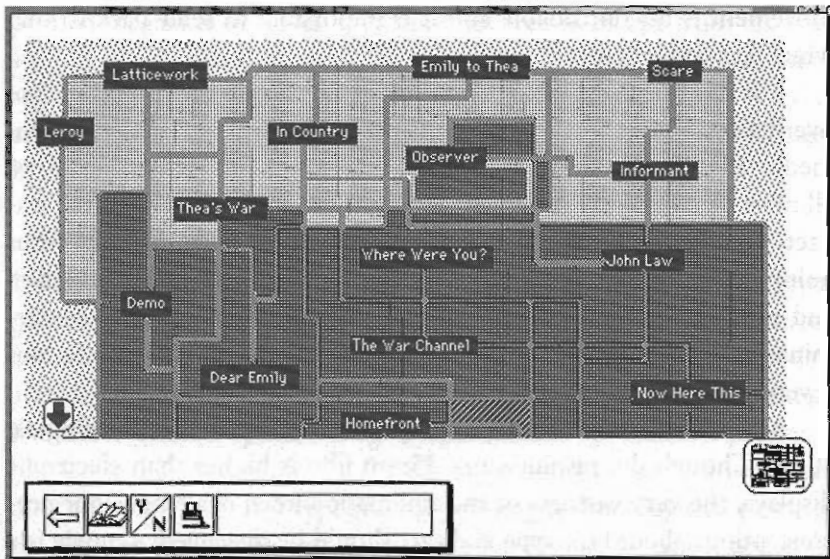 Latticework
Emily to Thea
Scare
Leroy
In Country
Observer
Informant
Thea's War
Where Were You?
John Law
Demo
The War Channel
Dear Emily
Now Here This
Homefront
Y/N